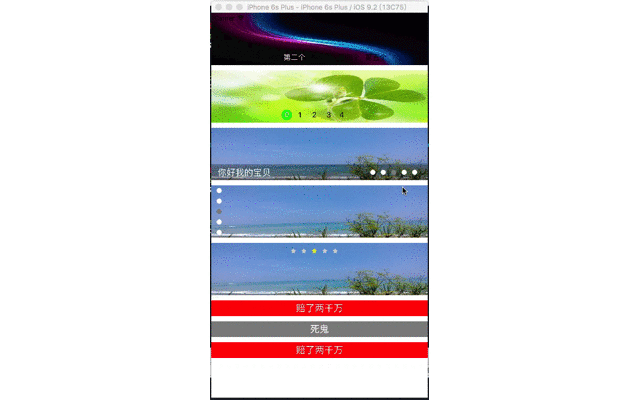 iPhone 6s Plus - iPhone 6s Plus / iOS 9.2 (13C75)
第二个
0 1 2 3 4
你好我的宝贝
赔了两千万
死鬼
赔了两千万